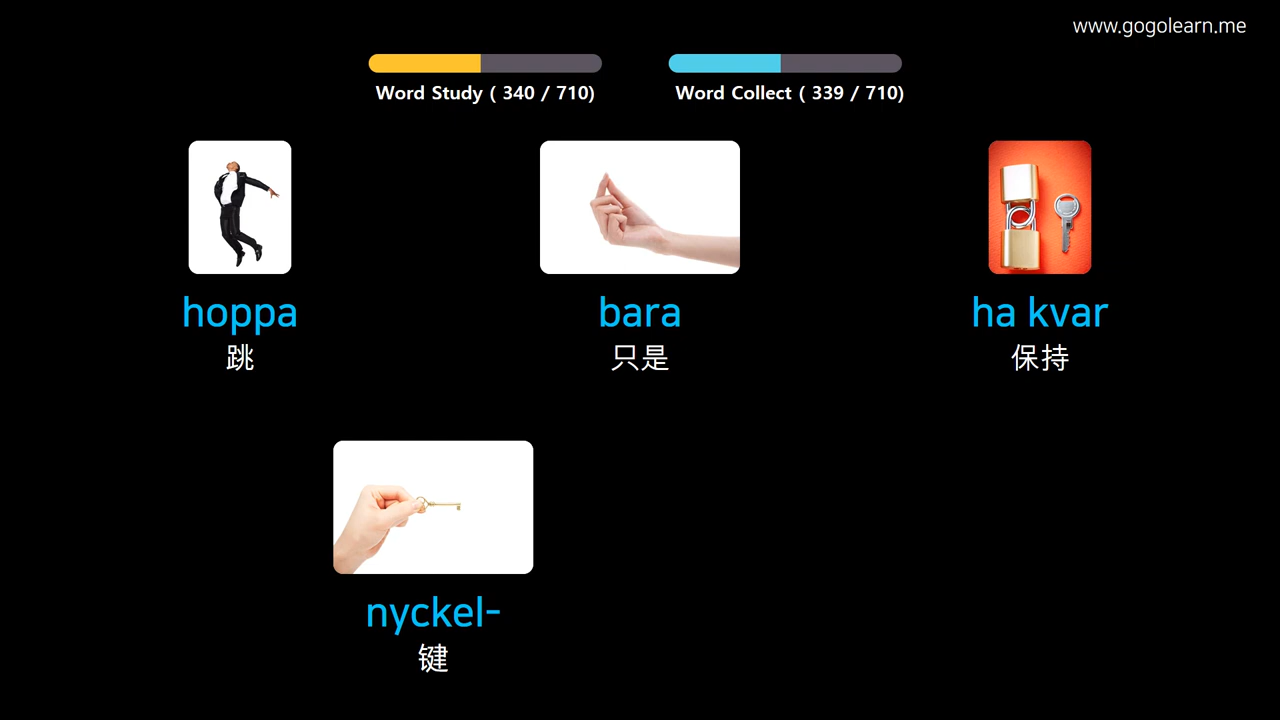 www.gogolearn.me
Word Study ( 340 / 710)
Word Collect ( 339 / 710)
hoppa
跳
bara
只是
ha kvar
保持
nyckel-
键